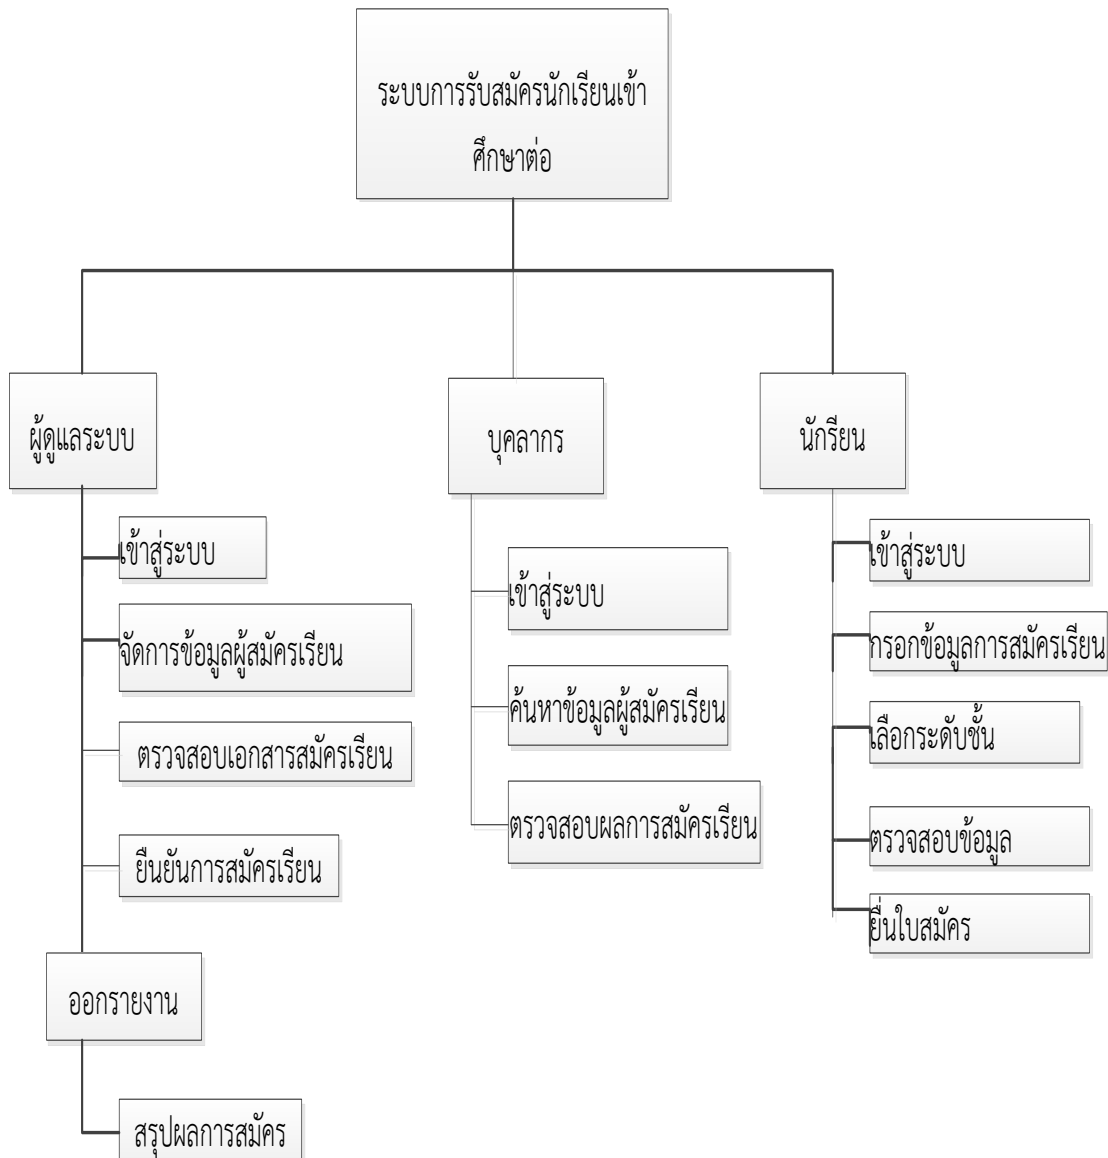 ระบบการรับสมัครนักเรียนเข้า
ศึกษาต่อ
ผู้ดูแลระบบ
เข้าสู่ระบบ
จัดการข้อมูลผู้สมัครเรียน
ตรวจสอบเอกสารสมัครเรียน
ยืนยันการสมัครเรียน
ออกรายงาน
สรุปผลการสมัคร
บุคลากร
เข้าสู่ระบบ
ค้นหาข้อมูลผู้สมัครเรียน
ตรวจสอบผลการสมัครเรียน
นักรียน
เข้าสู่ระบบ
กรอกข้อมูลการสมัครเรียน
เลือกระดับชั้น
ตรวจสอบข้อมูล
ยื่นใบสมัคร